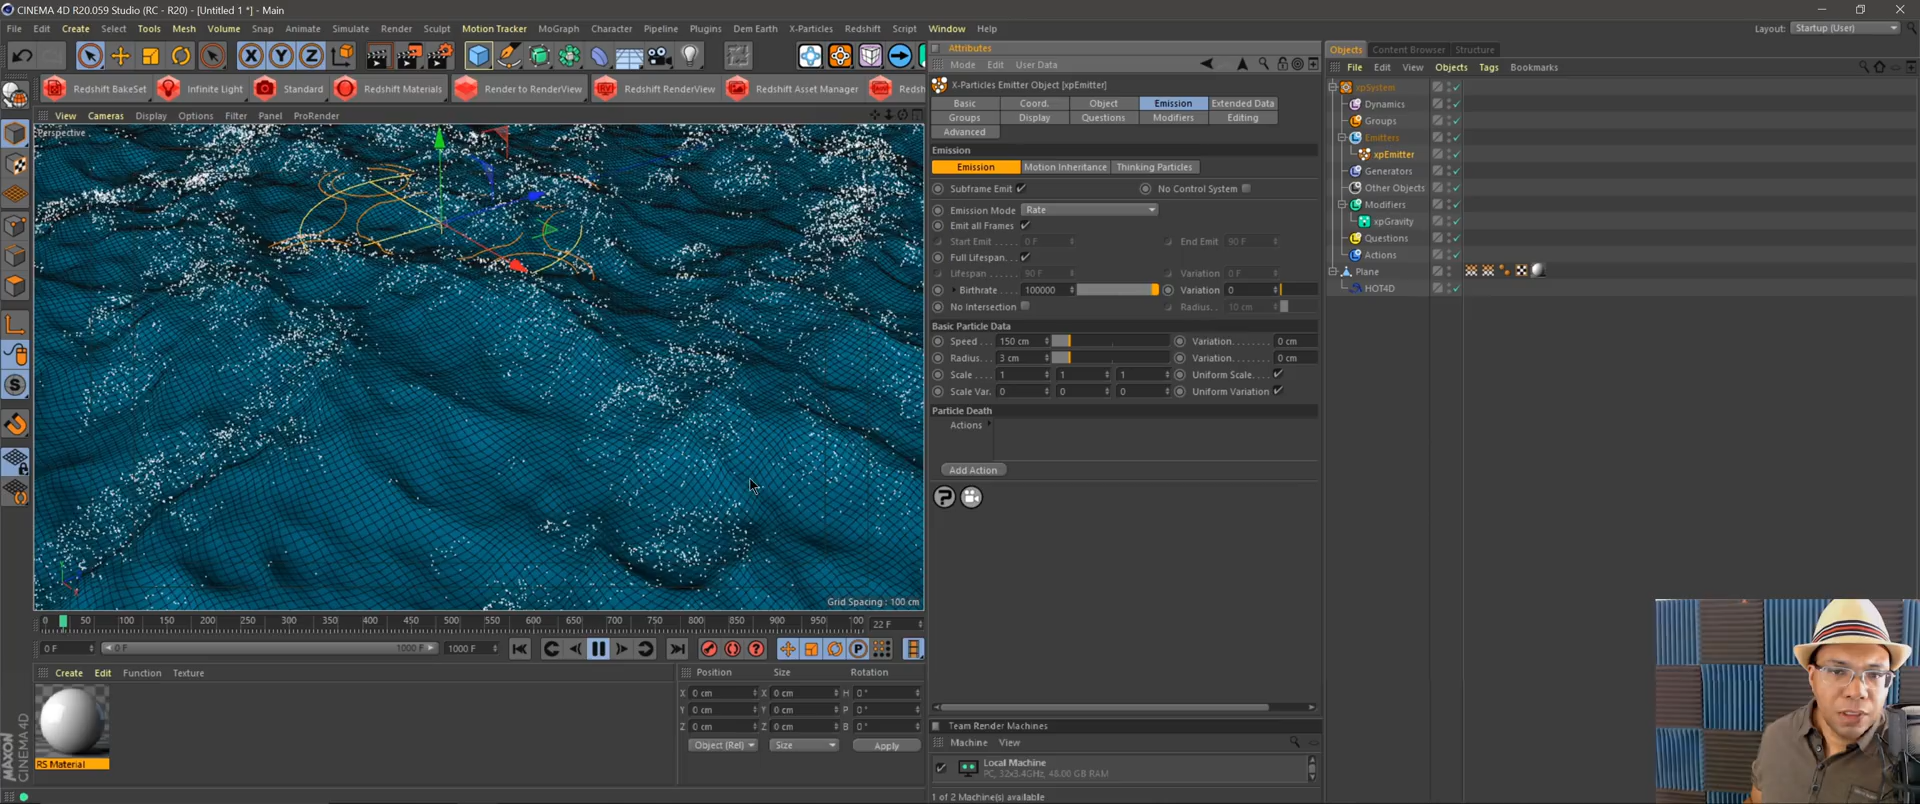 CINEMA 4D R20.059 Studio (RC - R20) - [Untitled 1 *] - Main
File Edit Create Select Tools Mesh Volume Snap Animate Simulate Render Sculpt Motion Tracker MoGraph Character Pipeline Plugins Dem Earth X-Particles Redshift Script Window Help Layout: Startup (User)
Redshift BakeSet Infinite Light Standard Redshift Materials Render to RenderView Redshift RenderView Redshift Asset Manager Redsh
View Cameras Display Options Filter Panel ProRender
Perspective
Grid Spacing : 100 cm
0 50 100 150 200 250 300 350 400 450 500 550 600 650 700 750 800 850 900 950 100 22 F
0 F 0 F 1000 F 1000 F
Create Edit Function Texture
RS Material
MAXON CINEMA 4D
Position Size Rotation
X 0 cm X 0 cm H 0 °
Y 0 cm Y 0 cm P 0 °
Z 0 cm Z 0 cm B 0 °
Object (Rel) Size Apply
Attributes
Mode Edit User Data
X-Particles Emitter Object [xpEmitter]
Basic Coord. Object Emission Extended Data
Groups Display Questions Modifiers Editing
Advanced
Emission
Emission Motion Inheritance Thinking Particles
Subframe Emit No Control System
Emission Mode Rate
Emit all Frames
Start Emit 0 F End Emit 90 F
Full Lifespan
Lifespan 90 F Variation 0 F
Birthrate 100000 Variation 0
No Intersection Radius 10 cm
Basic Particle Data
Speed 150 cm Variation 0 cm
Radius 3 cm Variation 0 cm
Scale 1 1 1 Uniform Scale
Scale Var. 0 0 0 Uniform Variation
Particle Death
Actions
Add Action
Team Render Machines
Machine View
Local Machine
PC, 32x3.4GHz, 48.00 GB RAM
1 of 2 Machine(s) available
Objects Content Browser Structure
File Edit View Objects Tags Bookmarks
xpSystem
Dynamics
Groups
Emitters
xpEmitter
Generators
Other Objects
Modifiers
xpGravity
Questions
Actions
Plane
HOT4D